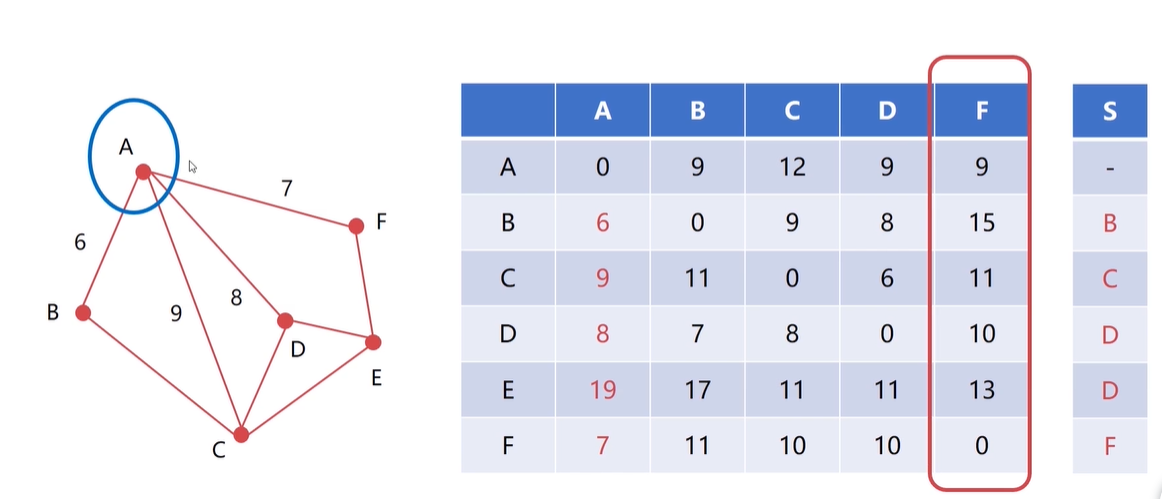 A
7
F
6
B
9
8
D
E
C
A B C D F S
A 0 9 12 9 9 -
B 6 0 9 8 15 B
C 9 11 0 6 11 C
D 8 7 8 0 10 D
E 19 17 11 11 13 D
F 7 11 10 10 0 F